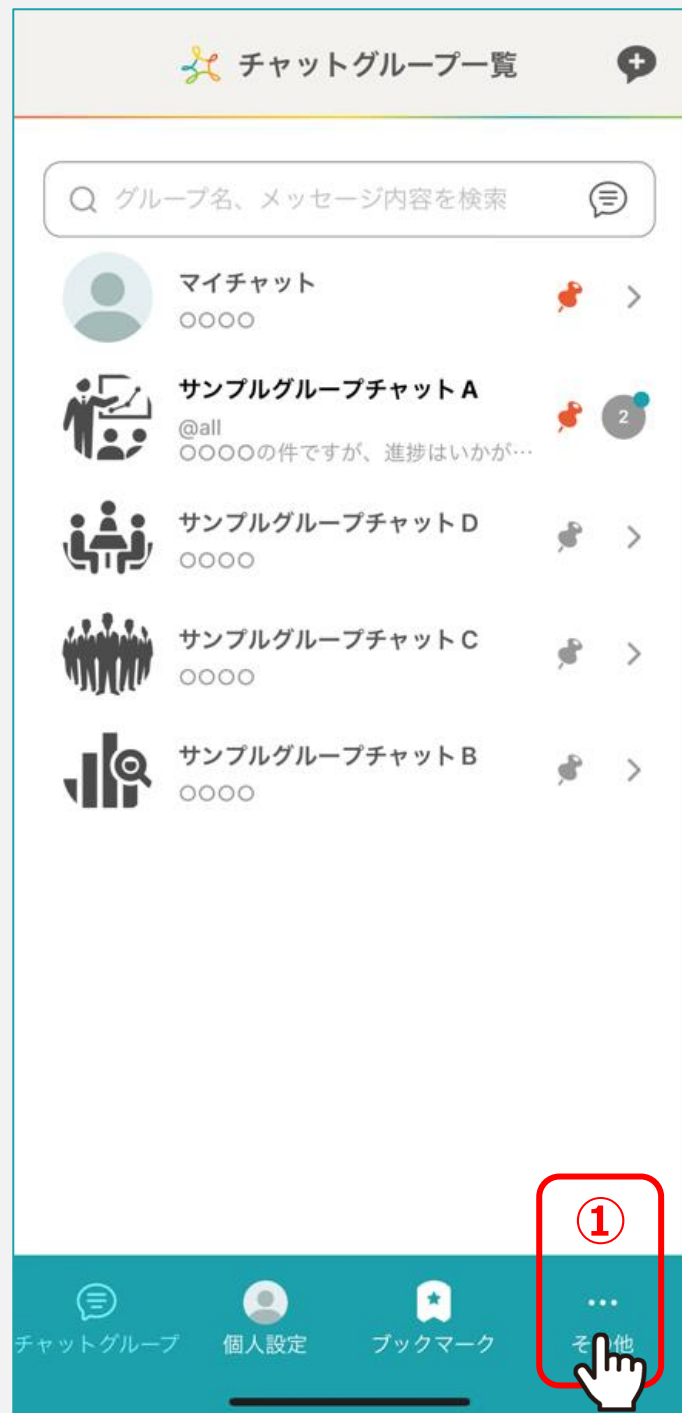 チャットグループ一覧
グループ名、メッセージ内容を検索
マイチャット
○○○○
サンプルグループチャット A
@all
○○○○の件ですが、進捗はいかが…
2
サンプルグループチャット D
○○○○
サンプルグループチャット C
○○○○
サンプルグループチャット B
○○○○
①
チャットグループ
個人設定
ブックマーク
その他